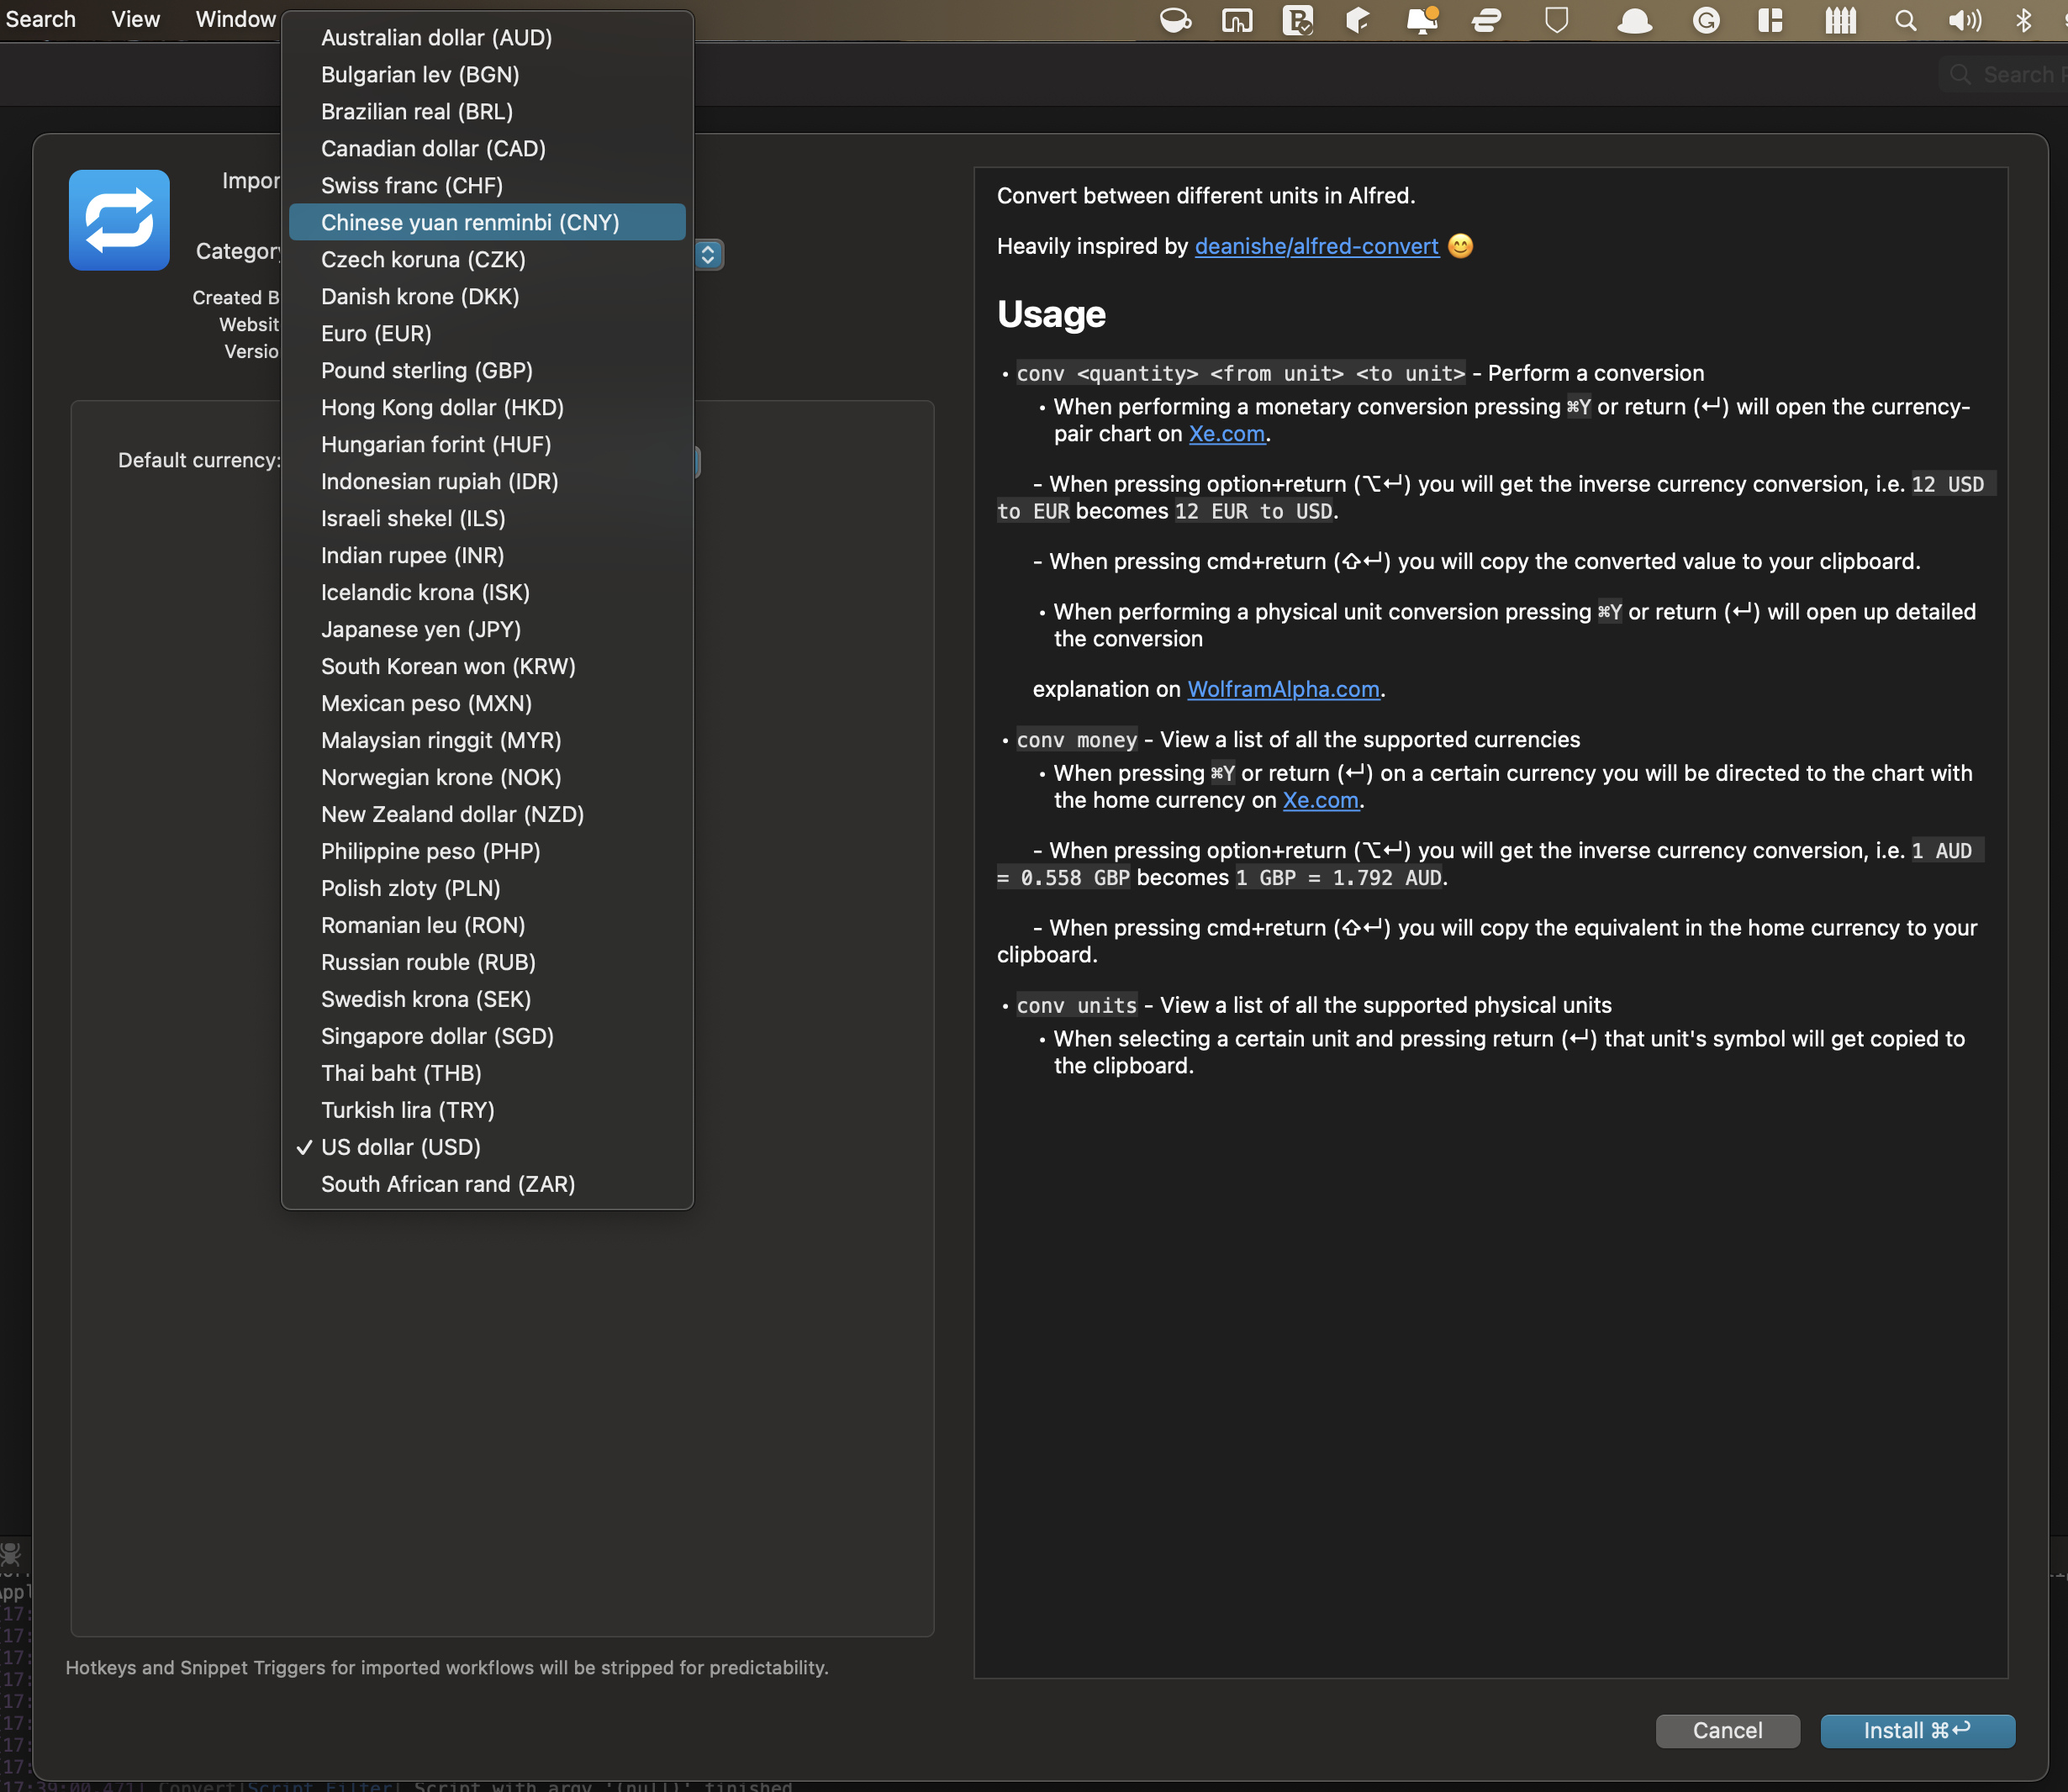 Search View Window
Search
Australian dollar (AUD)
Bulgarian lev (BGN)
Brazilian real (BRL)
Canadian dollar (CAD)
Swiss franc (CHF)
Chinese yuan renminbi (CNY)
Czech koruna (CZK)
Danish krone (DKK)
Euro (EUR)
Pound sterling (GBP)
Hong Kong dollar (HKD)
Hungarian forint (HUF)
Indonesian rupiah (IDR)
Israeli shekel (ILS)
Indian rupee (INR)
Icelandic krona (ISK)
Japanese yen (JPY)
South Korean won (KRW)
Mexican peso (MXN)
Malaysian ringgit (MYR)
Norwegian krone (NOK)
New Zealand dollar (NZD)
Philippine peso (PHP)
Polish zloty (PLN)
Romanian leu (RON)
Russian rouble (RUB)
Swedish krona (SEK)
Singapore dollar (SGD)
Thai baht (THB)
Turkish lira (TRY)
✓ US dollar (USD)
South African rand (ZAR)
Impor
Category
Created B
Websit
Versio
Default currency:
Hotkeys and Snippet Triggers for imported workflows will be stripped for predictability.
Convert between different units in Alfred.
Heavily inspired by deanishe/alfred-convert 😊
Usage
• conv <quantity> <from unit> <to unit> - Perform a conversion
• When performing a monetary conversion pressing ⌘Y or return (↵) will open the currency-
pair chart on Xe.com.
- When pressing option+return (⌥↵) you will get the inverse currency conversion, i.e. 12 USD
to EUR becomes 12 EUR to USD.
- When pressing cmd+return (⇧↵) you will copy the converted value to your clipboard.
• When performing a physical unit conversion pressing ⌘Y or return (↵) will open up detailed
the conversion
explanation on WolframAlpha.com.
• conv money - View a list of all the supported currencies
• When pressing ⌘Y or return (↵) on a certain currency you will be directed to the chart with
the home currency on Xe.com.
- When pressing option+return (⌥↵) you will get the inverse currency conversion, i.e. 1 AUD
= 0.558 GBP becomes 1 GBP = 1.792 AUD.
- When pressing cmd+return (⇧↵) you will copy the equivalent in the home currency to your
clipboard.
• conv units - View a list of all the supported physical units
• When selecting a certain unit and pressing return (↵) that unit's symbol will get copied to
the clipboard.
Cancel
Install ⌘↩
[17:39:00.471] Convert[Script Filter] Script with argv '(null)' finished